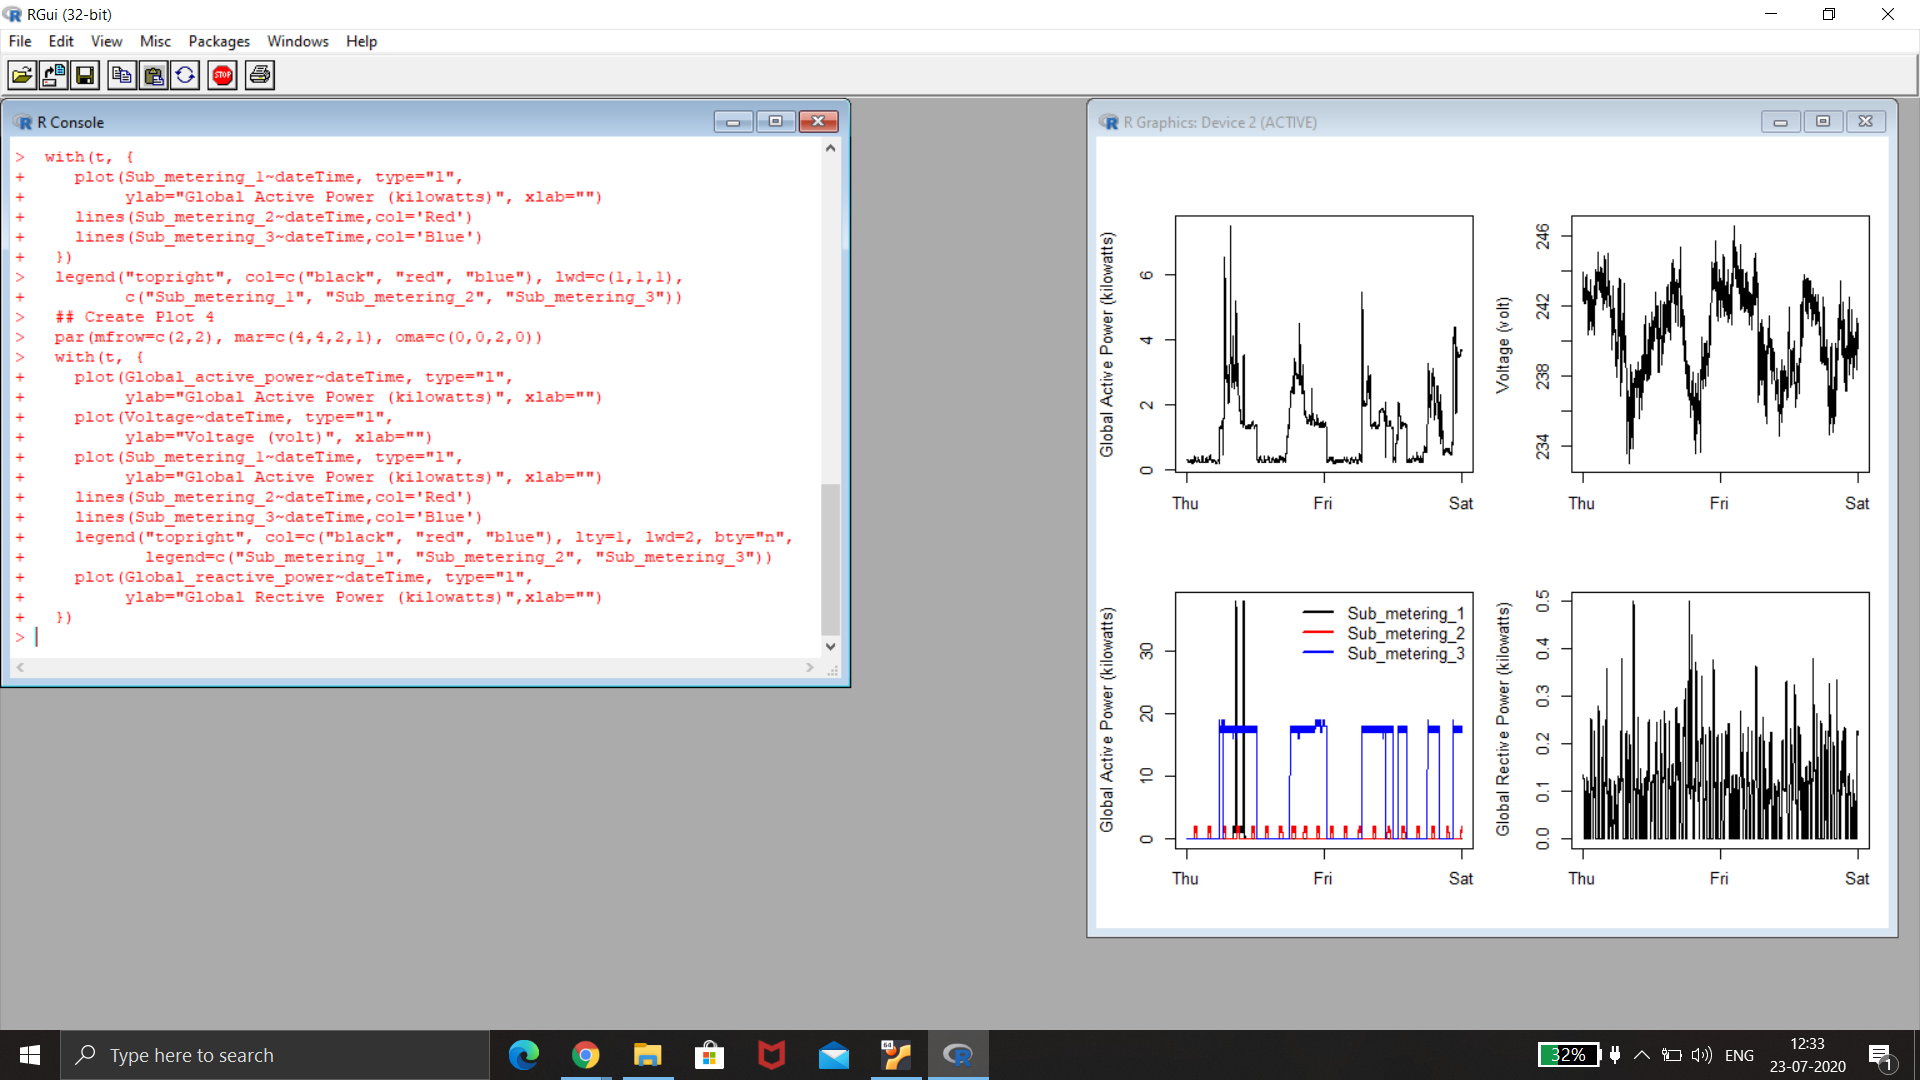 RGui (32-bit)
File Edit View Misc Packages Windows Help
STOP
R Console
> with(t, {
+ plot(Sub_metering_1~dateTime, type="l",
+ ylab="Global Active Power (kilowatts)", xlab="")
+ lines(Sub_metering_2~dateTime,col='Red')
+ lines(Sub_metering_3~dateTime,col='Blue')
+ })
> legend("topright", col=c("black", "red", "blue"), lwd=c(1,1,1),
+ c("Sub_metering_1", "Sub_metering_2", "Sub_metering_3"))
> ## Create Plot 4
> par(mfrow=c(2,2), mar=c(4,4,2,1), oma=c(0,0,2,0))
> with(t, {
+ plot(Global_active_power~dateTime, type="l",
+ ylab="Global Active Power (kilowatts)", xlab="")
+ plot(Voltage~dateTime, type="l",
+ ylab="Voltage (volt)", xlab="")
+ plot(Sub_metering_1~dateTime, type="l",
+ ylab="Global Active Power (kilowatts)", xlab="")
+ lines(Sub_metering_2~dateTime,col='Red')
+ lines(Sub_metering_3~dateTime,col='Blue')
+ legend("topright", col=c("black", "red", "blue"), lty=1, lwd=2, bty="n",
+ legend=c("Sub_metering_1", "Sub_metering_2", "Sub_metering_3"))
+ plot(Global_reactive_power~dateTime, type="l",
+ ylab="Global Rective Power (kilowatts)",xlab="")
+ })
>
R Graphics: Device 2 (ACTIVE)
Global Active Power (kilowatts)
6
4
2
0
Thu Fri Sat
Voltage (volt)
246
242
238
234
Thu Fri Sat
Global Active Power (kilowatts)
30
20
10
0
Sub_metering_1
Sub_metering_2
Sub_metering_3
Thu Fri Sat
Global Rective Power (kilowatts)
0.5
0.4
0.3
0.2
0.1
0.0
Thu Fri Sat
Type here to search
64
32%
ENG
12:33
23-07-2020
1